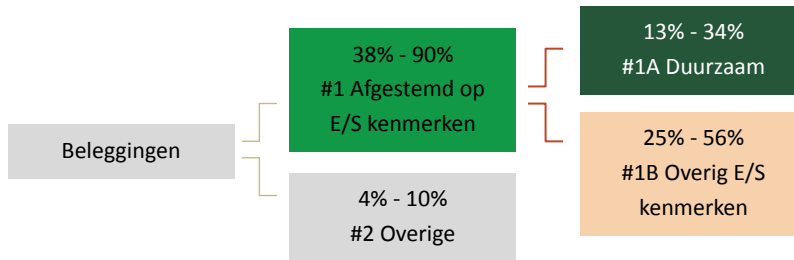 Beleggingen
38% - 90%
#1 Afgestemd op
E/S kenmerken
4% - 10%
#2 Overige
13% - 34%
#1A Duurzaam
25% - 56%
#1B Overig E/S
kenmerken